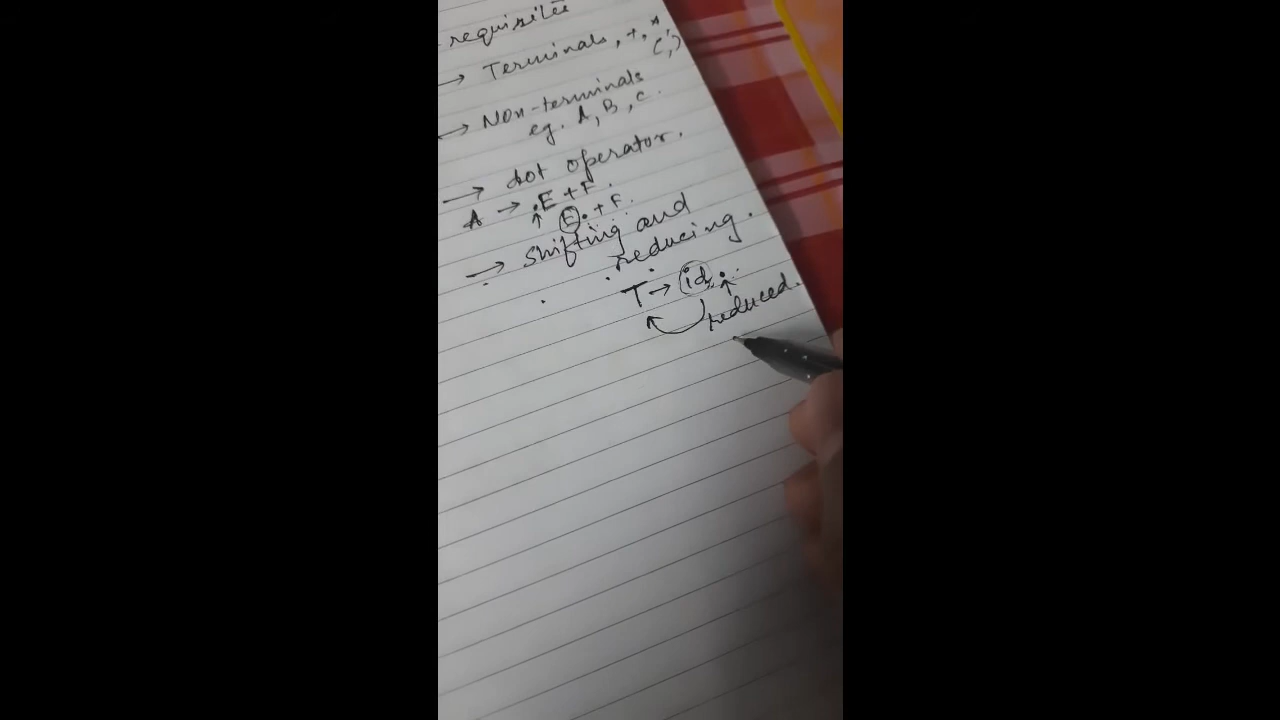 -requisites
→ Terminals, +, *
(,)
→ Non-terminals
eg. A, B, C.
→ dot operator.
A → .E + F.
E. + F.
→ Shifting and
reducing.
T → id.
reduced.